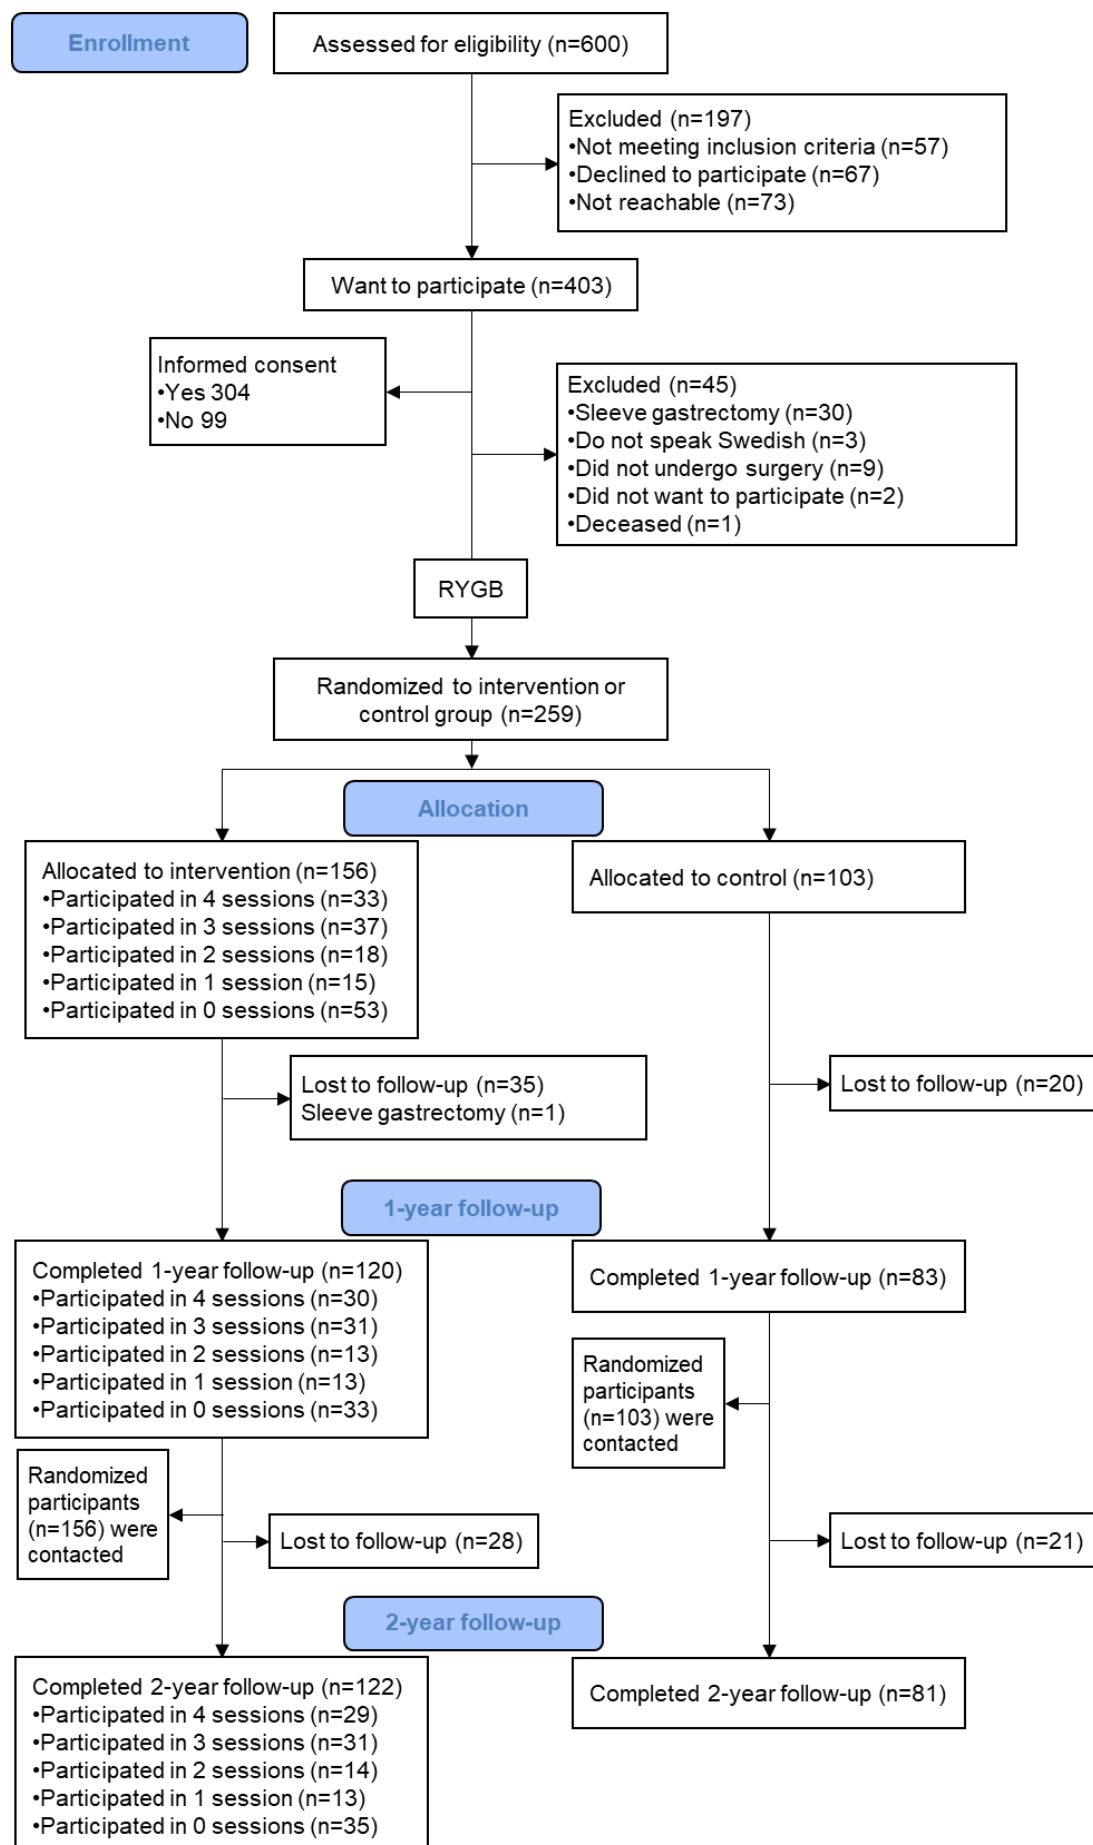 Enrollment
Assessed for eligibility (n=600)
Excluded (n=197)
•Not meeting inclusion criteria (n=57)
•Declined to participate (n=67)
•Not reachable (n=73)
Want to participate (n=403)
Informed consent
•Yes 304
•No 99
Excluded (n=45)
•Sleeve gastrectomy (n=30)
•Do not speak Swedish (n=3)
•Did not undergo surgery (n=9)
•Did not want to participate (n=2)
•Deceased (n=1)
RYGB
Randomized to intervention or
control group (n=259)
Allocation
Allocated to intervention (n=156)
•Participated in 4 sessions (n=33)
•Participated in 3 sessions (n=37)
•Participated in 2 sessions (n=18)
•Participated in 1 session (n=15)
•Participated in 0 sessions (n=53)
Allocated to control (n=103)
Lost to follow-up (n=35)
Sleeve gastrectomy (n=1)
Lost to follow-up (n=20)
1-year follow-up
Completed 1-year follow-up (n=120)
•Participated in 4 sessions (n=30)
•Participated in 3 sessions (n=31)
•Participated in 2 sessions (n=13)
•Participated in 1 session (n=13)
•Participated in 0 sessions (n=33)
Completed 1-year follow-up (n=83)
Randomized
participants
(n=103) were
contacted
Randomized
participants
(n=156) were
contacted
Lost to follow-up (n=28)
Lost to follow-up (n=21)
2-year follow-up
Completed 2-year follow-up (n=122)
•Participated in 4 sessions (n=29)
•Participated in 3 sessions (n=31)
•Participated in 2 sessions (n=14)
•Participated in 1 session (n=13)
•Participated in 0 sessions (n=35)
Completed 2-year follow-up (n=81)